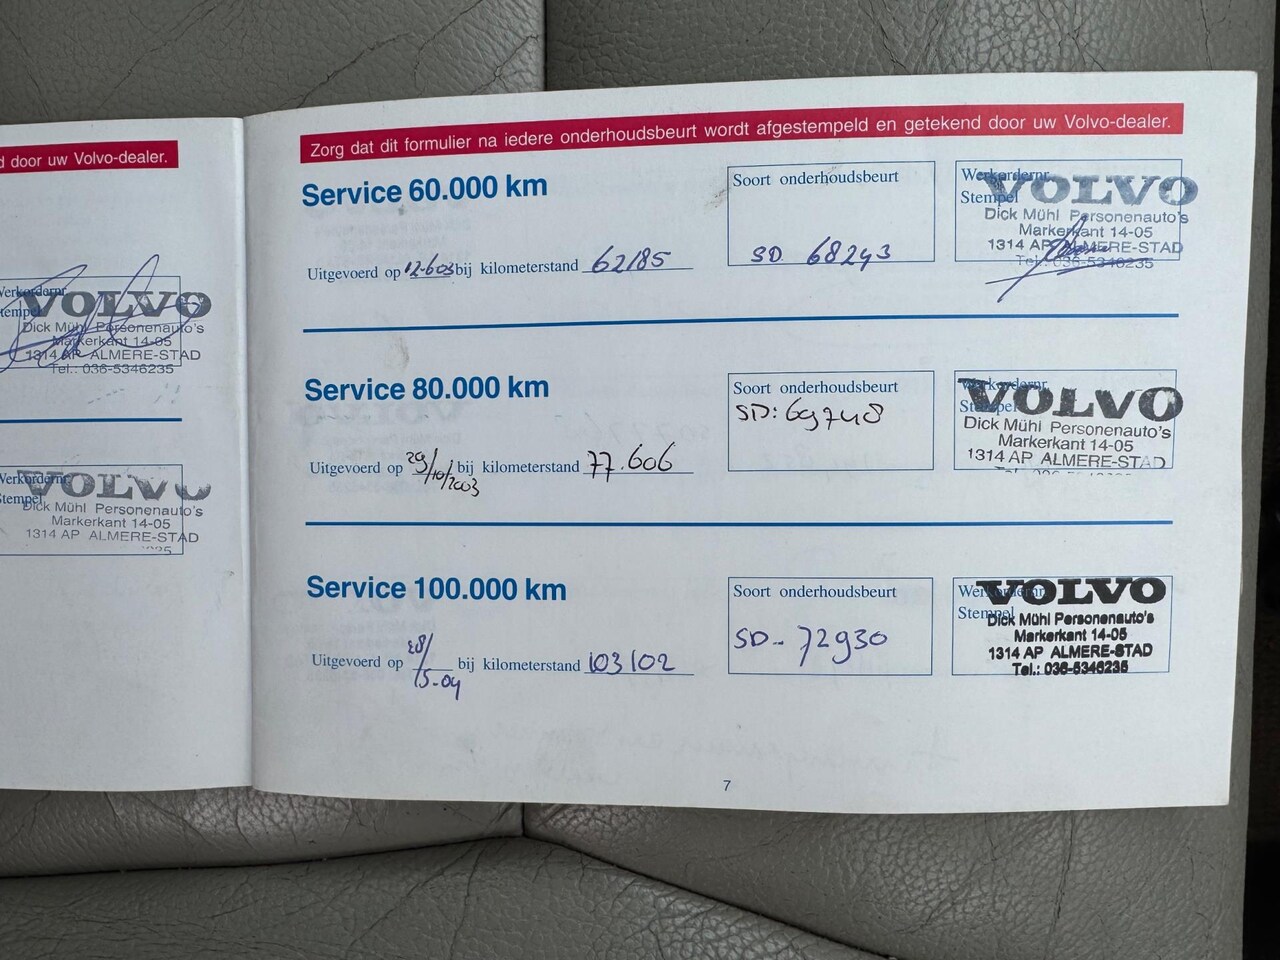 d door uw Volvo-dealer.
Werkordernr.
Stempel
VOLVO
Dick Mühl Personenauto's
Markerkant 14-05
1314 AP ALMERE-STAD
Tel.: 036-5346235
Werkordernr.
Stempel
VOLVO
Dick Mühl Personenauto's
Markerkant 14-05
1314 AP ALMERE-STAD
Zorg dat dit formulier na iedere onderhoudsbeurt wordt afgestempeld en getekend door uw Volvo-dealer.
Service 60.000 km
Uitgevoerd op 12-603 bij kilometerstand 62185
Soort onderhoudsbeurt
SD 68243
Werkordernr.
Stempel
VOLVO
Dick Mühl Personenauto's
Markerkant 14-05
1314 AP ALMERE-STAD
Tel.: 036-5346235
Service 80.000 km
Uitgevoerd op 29/10/2003 bij kilometerstand 77.606
Soort onderhoudsbeurt
SD: 69748
Werkordernr.
Stempel
VOLVO
Dick Mühl Personenauto's
Markerkant 14-05
1314 AP ALMERE-STAD
Service 100.000 km
Uitgevoerd op 28/15-04 bij kilometerstand 103102
Soort onderhoudsbeurt
SD - 72930
Werkordernr.
Stempel
VOLVO
Dick Mühl Personenauto's
Markerkant 14-05
1314 AP ALMERE-STAD
Tel.: 036-5346235
7